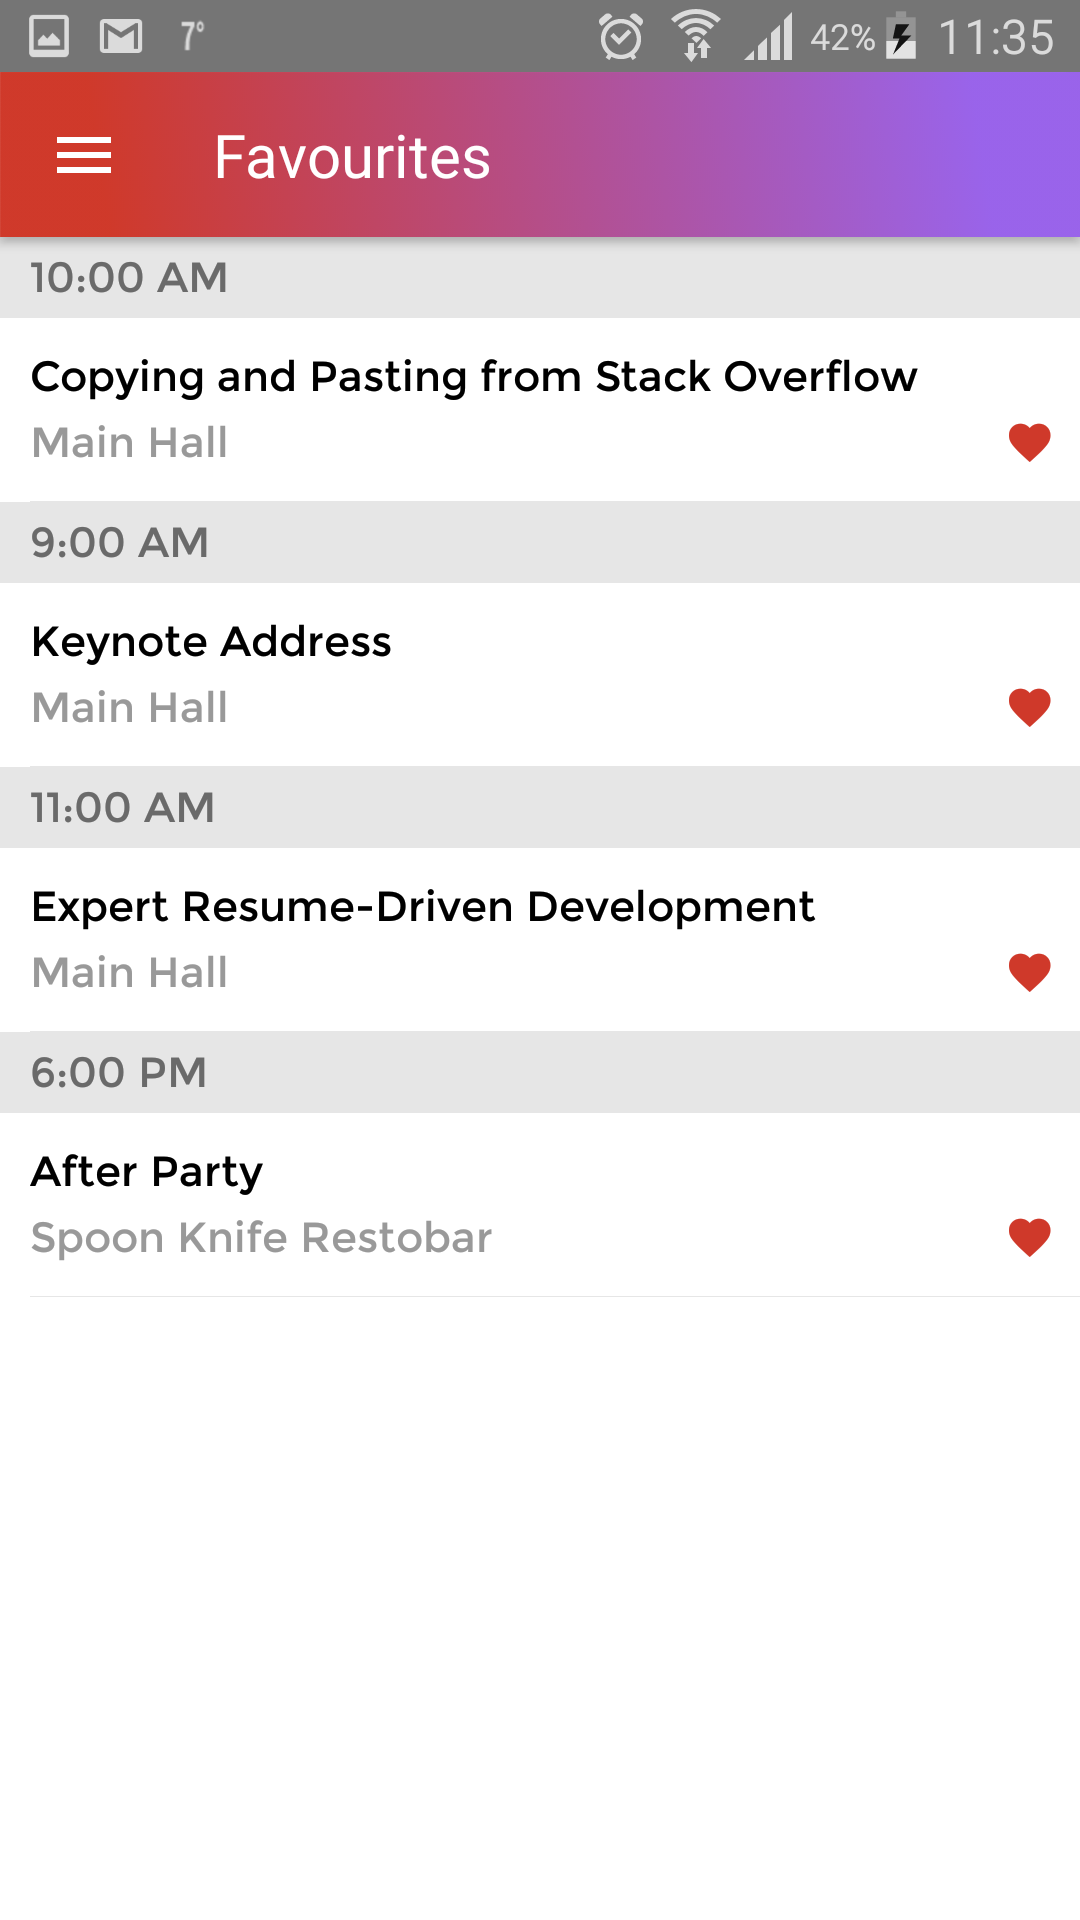 7° 42% 11:35
Favourites
10:00 AM
Copying and Pasting from Stack Overflow
Main Hall
9:00 AM
Keynote Address
Main Hall
11:00 AM
Expert Resume-Driven Development
Main Hall
6:00 PM
After Party
Spoon Knife Restobar